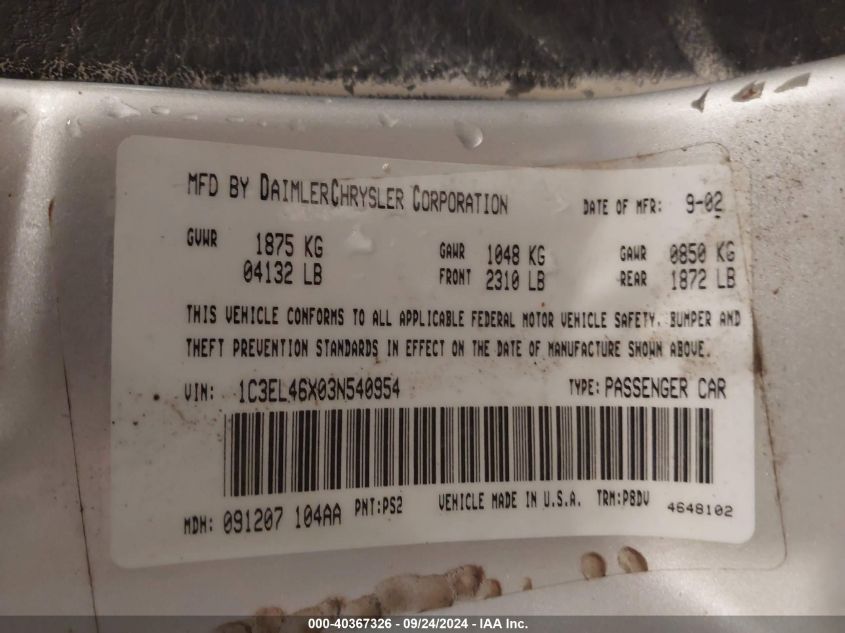 MFD BY DAIMLERCHRYSLER CORPORATION DATE OF MFR: 9-02
GVWR 1875 KG GAWR 1048 KG GAWR 0850 KG
04132 LB FRONT 2310 LB REAR 1872 LB
THIS VEHICLE CONFORMS TO ALL APPLICABLE FEDERAL MOTOR VEHICLE SAFETY, BUMPER AND
THEFT PREVENTION STANDARDS IN EFFECT ON THE DATE OF MANUFACTURE SHOWN ABOVE.
VIN: 1C3EL46X03N540954 TYPE: PASSENGER CAR
MDH: 091207 104AA PNT:PS2 VEHICLE MADE IN U.S.A. TRM:P8DV 4648102
000-40367326 - 09/24/2024 - IAA Inc.